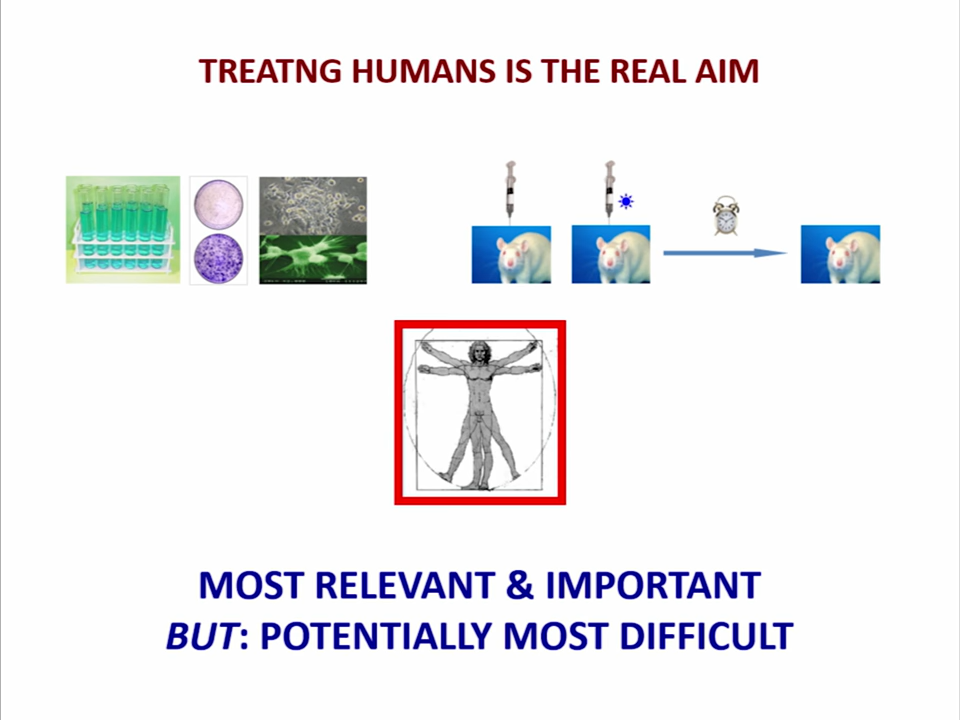 TREATNG HUMANS IS THE REAL AIM
MOST RELEVANT & IMPORTANT
BUT: POTENTIALLY MOST DIFFICULT